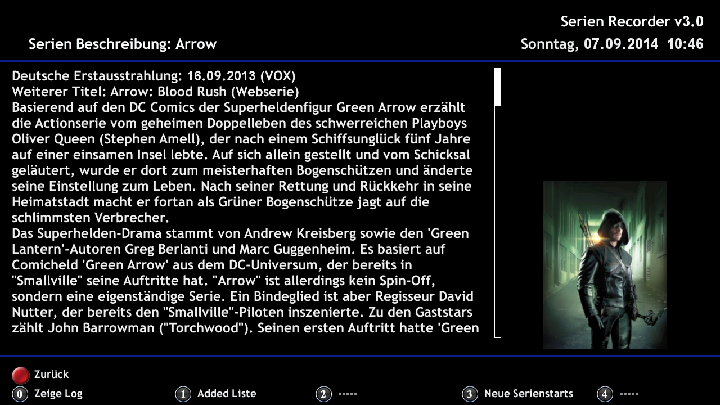 Serien Recorder v3.0
Serien Beschreibung: Arrow
Sonntag, 07.09.2014 10:46
Deutsche Erstausstrahlung: 16.09.2013 (VOX)
Weiterer Titel: Arrow: Blood Rush (Webserie)
Basierend auf den DC Comics der Superheldenfigur Green Arrow erzählt
die Actionserie vom geheimen Doppelleben des schwerreichen Playboys
Oliver Queen (Stephen Amell), der nach einem Schiffsunglück fünf Jahre
auf einer einsamen Insel lebte. Auf sich allein gestellt und vom Schicksal
geläutert, wurde er dort zum meisterhaften Bogenschützen und änderte
seine Einstellung zum Leben. Nach seiner Rettung und Rückkehr in seine
Heimatstadt macht er fortan als Grüner Bogenschütze jagt auf die
schlimmsten Verbrecher.
Das Superhelden-Drama stammt von Andrew Kreisberg sowie den 'Green
Lantern'-Autoren Greg Berlanti und Marc Guggenheim. Es basiert auf
Comicheld 'Green Arrow' aus dem DC-Universum, der bereits in
"Smallville" seine Auftritte hat. "Arrow" ist allerdings kein Spin-Off,
sondern eine eigenständige Serie. Ein Bindeglied ist aber Regisseur David
Nutter, der bereits den "Smallville"-Piloten inszenierte. Zu den Gaststars
zählt John Barrowman ("Torchwood"). Seinen ersten Auftritt hatte 'Green
Zurück
0 Zeige Log
1 Added Liste
2 -----
3 Neue Serienstarts
4 -----